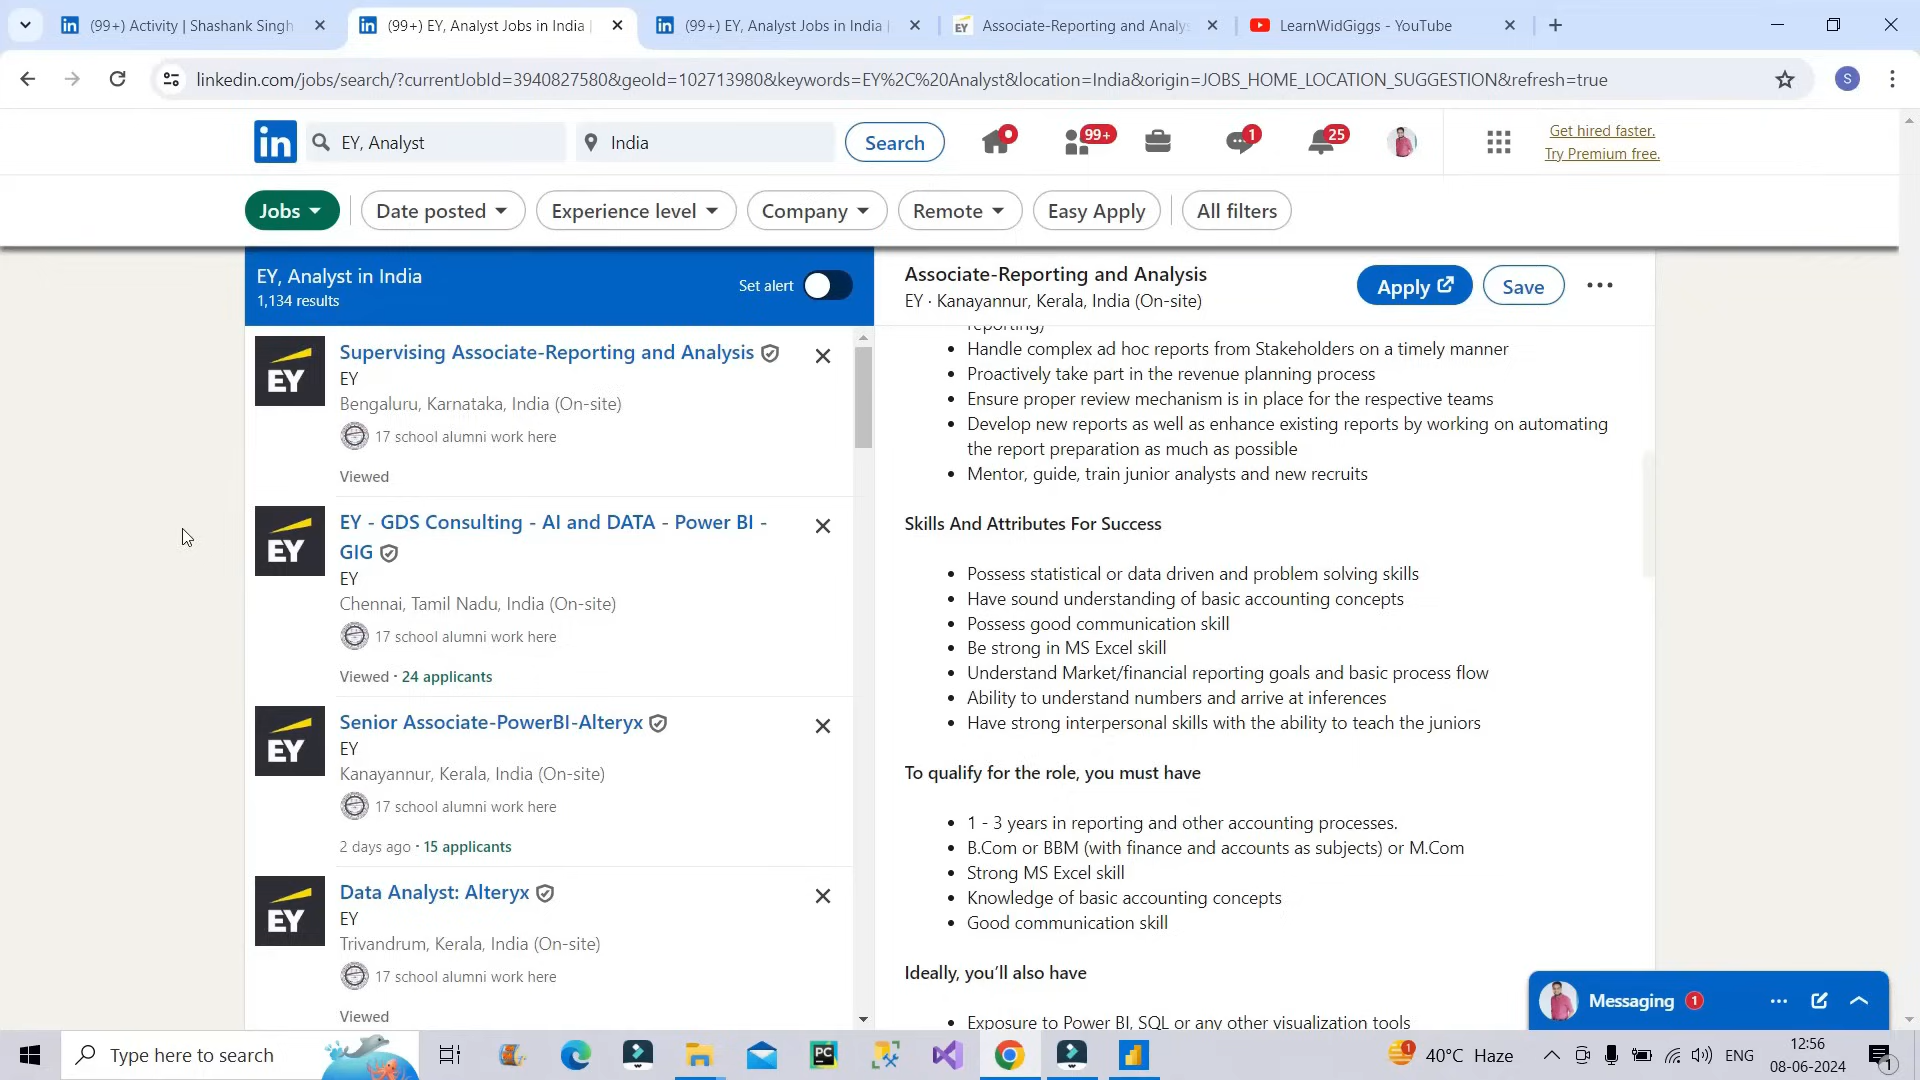 (99+) Activity | Shashank Singh
(99+) EY, Analyst Jobs in India |
(99+) EY, Analyst Jobs in India |
Associate-Reporting and Analys
LearnWidGiggs - YouTube
linkedin.com/jobs/search/?currentJobId=3940827580&geoId=102713980&keywords=EY%2C%20Analyst&location=India&origin=JOBS_HOME_LOCATION_SUGGESTION&refresh=true
S
in
EY, Analyst
India
Search
99+
1
25
Get hired faster.
Try Premium free.
Jobs
Date posted
Experience level
Company
Remote
Easy Apply
All filters
EY, Analyst in India
1,134 results
Set alert
Supervising Associate-Reporting and Analysis
EY
EY
Bengaluru, Karnataka, India (On-site)
17 school alumni work here
Viewed
EY - GDS Consulting - AI and DATA - Power BI -
GIG
EY
EY
Chennai, Tamil Nadu, India (On-site)
17 school alumni work here
Viewed · 24 applicants
Senior Associate-PowerBI-Alteryx
EY
EY
Kanayannur, Kerala, India (On-site)
17 school alumni work here
2 days ago · 15 applicants
Data Analyst: Alteryx
EY
EY
Trivandrum, Kerala, India (On-site)
17 school alumni work here
Viewed
Associate-Reporting and Analysis
EY · Kanayannur, Kerala, India (On-site)
Apply
Save
reporting)
• Handle complex ad hoc reports from Stakeholders on a timely manner
• Proactively take part in the revenue planning process
• Ensure proper review mechanism is in place for the respective teams
• Develop new reports as well as enhance existing reports by working on automating
the report preparation as much as possible
• Mentor, guide, train junior analysts and new recruits
Skills And Attributes For Success
• Possess statistical or data driven and problem solving skills
• Have sound understanding of basic accounting concepts
• Possess good communication skill
• Be strong in MS Excel skill
• Understand Market/financial reporting goals and basic process flow
• Ability to understand numbers and arrive at inferences
• Have strong interpersonal skills with the ability to teach the juniors
To qualify for the role, you must have
• 1 - 3 years in reporting and other accounting processes.
• B.Com or BBM (with finance and accounts as subjects) or M.Com
• Strong MS Excel skill
• Knowledge of basic accounting concepts
• Good communication skill
Ideally, you’ll also have
• Exposure to Power BI, SQL or any other visualization tools
Messaging
1
Type here to search
PC
1
40°C Haze
ENG
12:56
08-06-2024
1